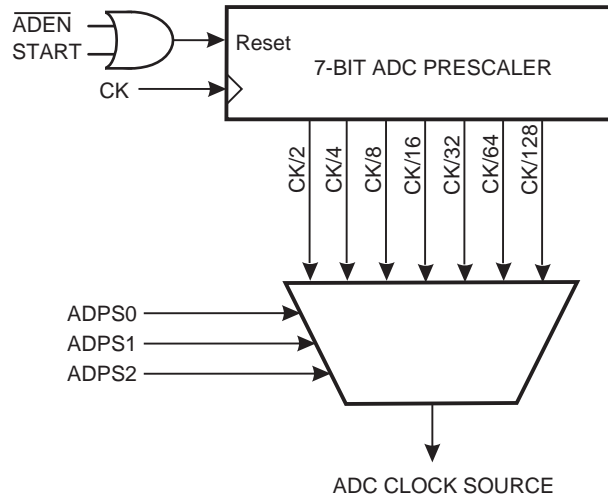 ADEN
START
Reset
7-BIT ADC PRESCALER
CK
CK/2
CK/4
CK/8
CK/16
CK/32
CK/64
CK/128
ADPS0
ADPS1
ADPS2
ADC CLOCK SOURCE